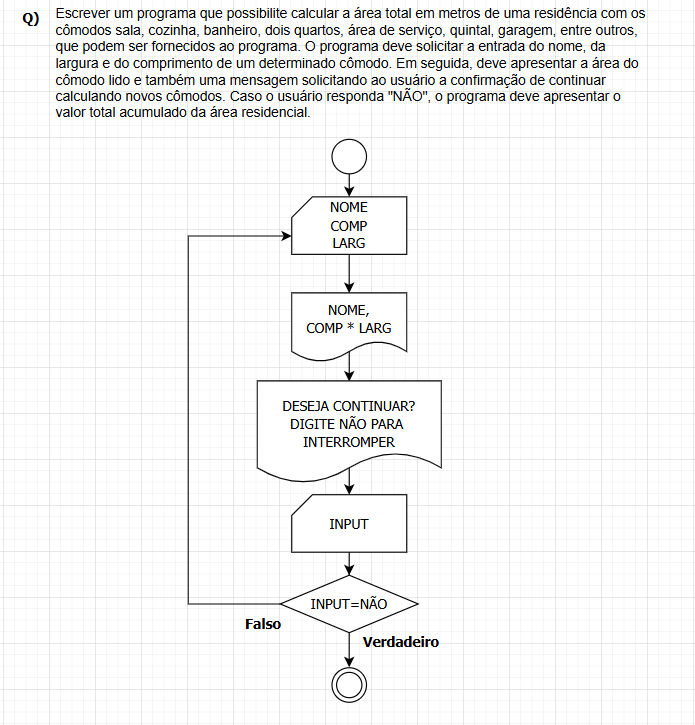 Q) Escrever um programa que possibilite calcular a área total em metros de uma residência com os
cômodos sala, cozinha, banheiro, dois quartos, área de serviço, quintal, garagem, entre outros,
que podem ser fornecidos ao programa. O programa deve solicitar a entrada do nome, da
largura e do comprimento de um determinado cômodo. Em seguida, deve apresentar a área do
cômodo lido e também uma mensagem solicitando ao usuário a confirmação de continuar
calculando novos cômodos. Caso o usuário responda "NÃO", o programa deve apresentar o
valor total acumulado da área residencial.
NOME
COMP
LARG
NOME,
COMP * LARG
DESEJA CONTINUAR?
DIGITE NÃO PARA
INTERROMPER
INPUT
INPUT=NÃO
Falso
Verdadeiro